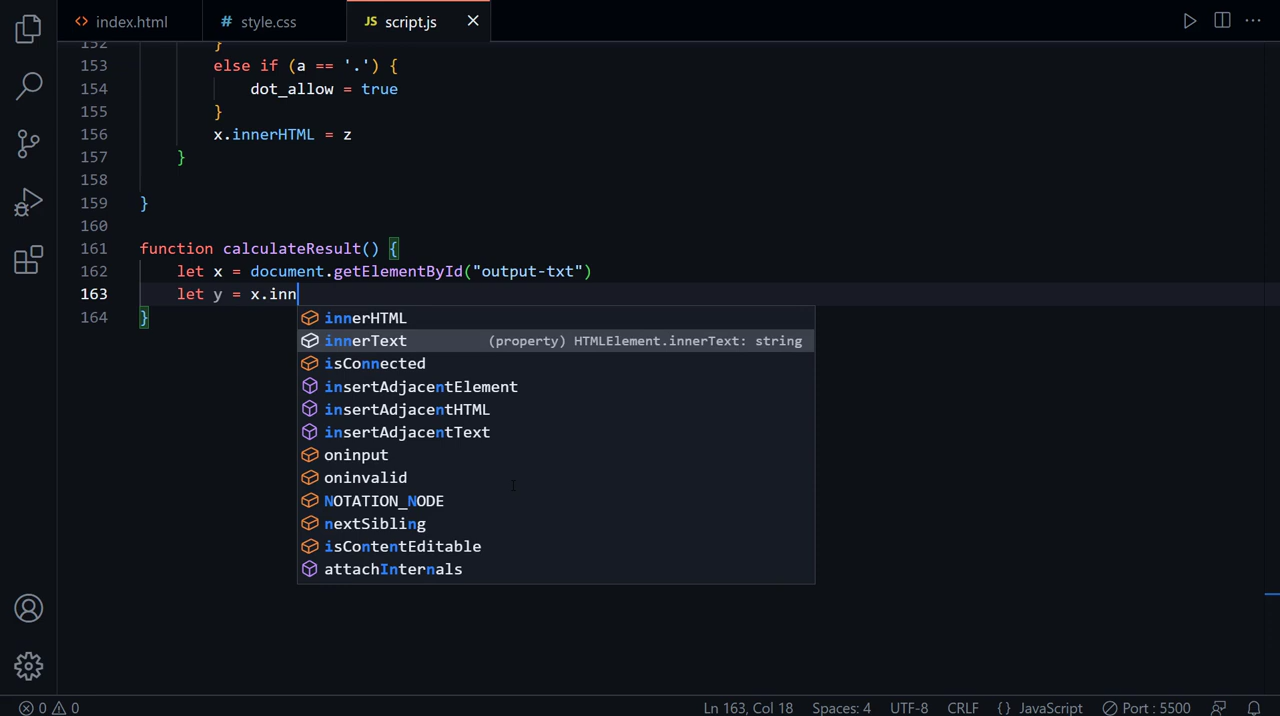 <> index.html
# style.css
JS script.js ×
152 }
153 else if (a == '.') {
154 dot_allow = true
155 }
156 x.innerHTML = z
157 }
158
159 }
160
161 function calculateResult() {
162 let x = document.getElementById("output-txt")
163 let y = x.inn
164 }
innerHTML
innerText (property) HTMLElement.innerText: string
isConnected
insertAdjacentElement
insertAdjacentHTML
insertAdjacentText
oninput
oninvalid
NOTATION_NODE
nextSibling
isContentEditable
attachInternals
0 0 Ln 163, Col 18 Spaces: 4 UTF-8 CRLF {} JavaScript Port : 5500